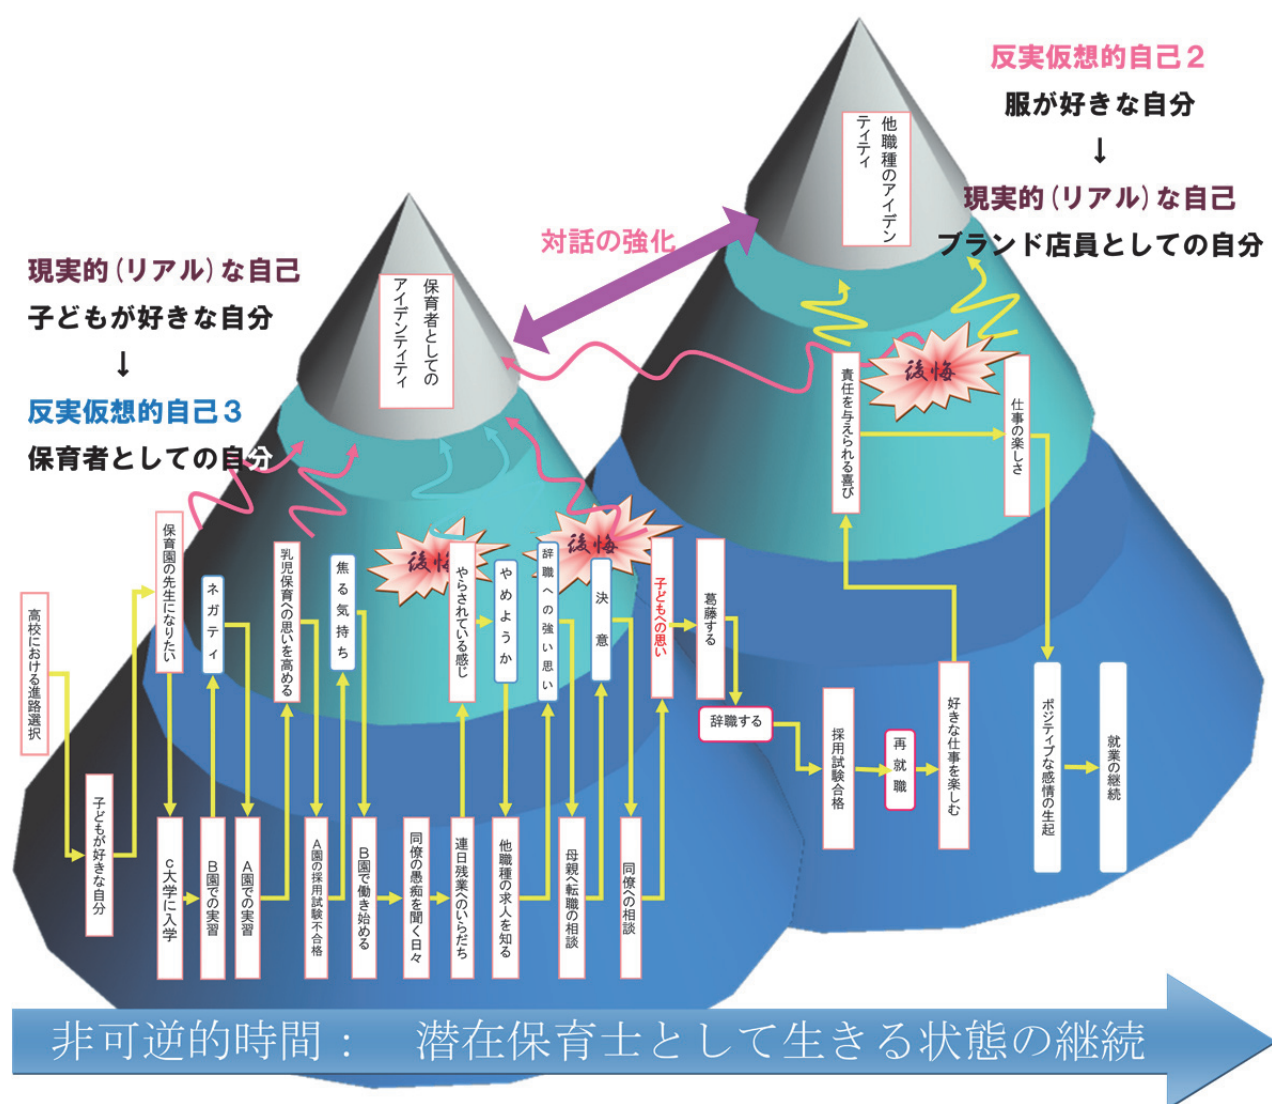 反実仮想的自己2
服が好きな自分
↓
現実的(リアル)な自己
ブランド店員としての自分
他職種のアイデン
ティティ
対話の強化
現実的(リアル)な自己
子どもが好きな自分
↓
反実仮想的自己3
保育者としての自分
保育者としての
アイデンティティ
後悔
後悔
後悔
高校における進路選択
子どもが好きな自分
保育園の先生になりたい
C大学に入学
ネガティ
B園での実習
A園での実習
乳児保育への思いを高める
A園の採用試験不合格
焦る気持ち
B園で働き始める
同僚の愚痴を聞く日々
連日残業へのいらだち
やらされている感じ
やめようか
他職種の求人を知る
辞職への強い思い
母親へ転職の相談
決意
同僚への相談
子どもへの思い
葛藤する
辞職する
採用試験合格
再就職
好きな仕事を楽しむ
責任を与えられる喜び
仕事の楽しさ
ポジティブな感情の生起
就業の継続
非可逆的時間： 潜在保育士として生きる状態の継続